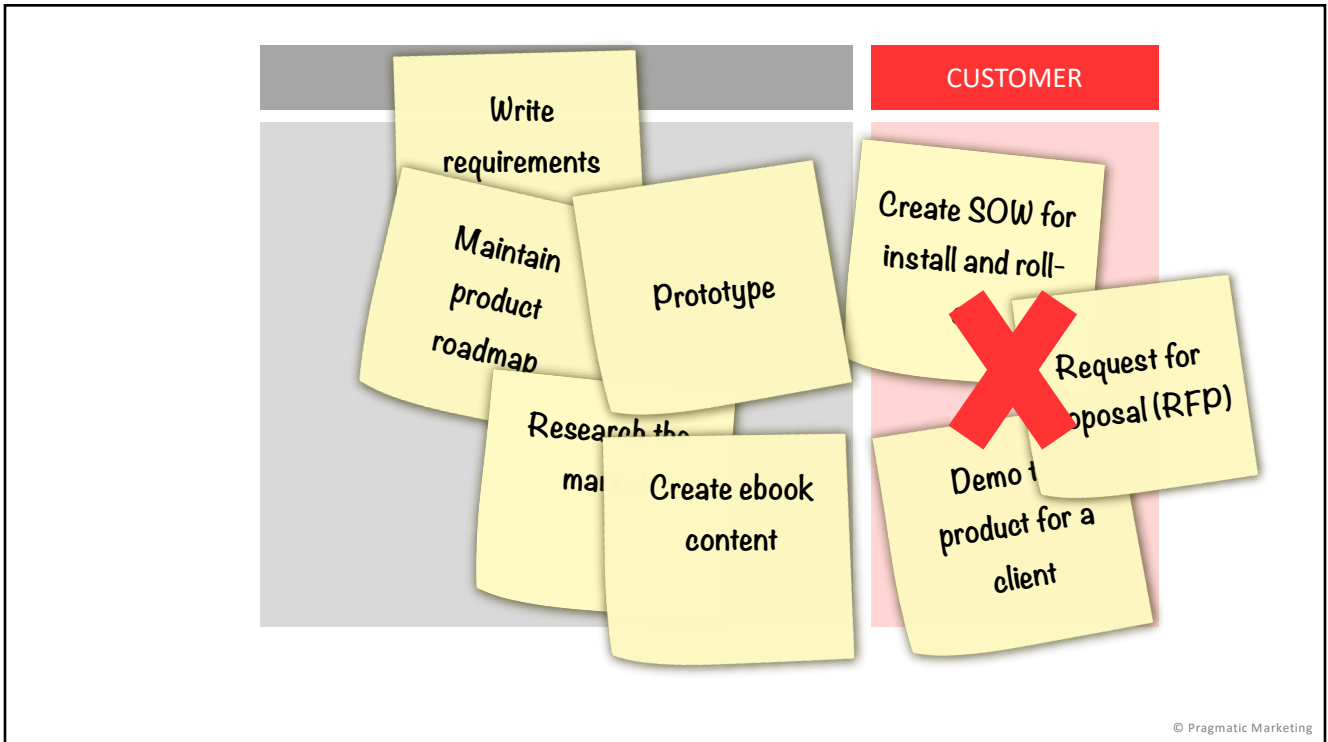 CUSTOMER
Write
requirements
Maintain
product
roadmap
Prototype
Research the
Create ebook
content
Create SOW for
install and roll-
Request for
(RFP)
Demo
product for a
client
© Pragmatic Marketing